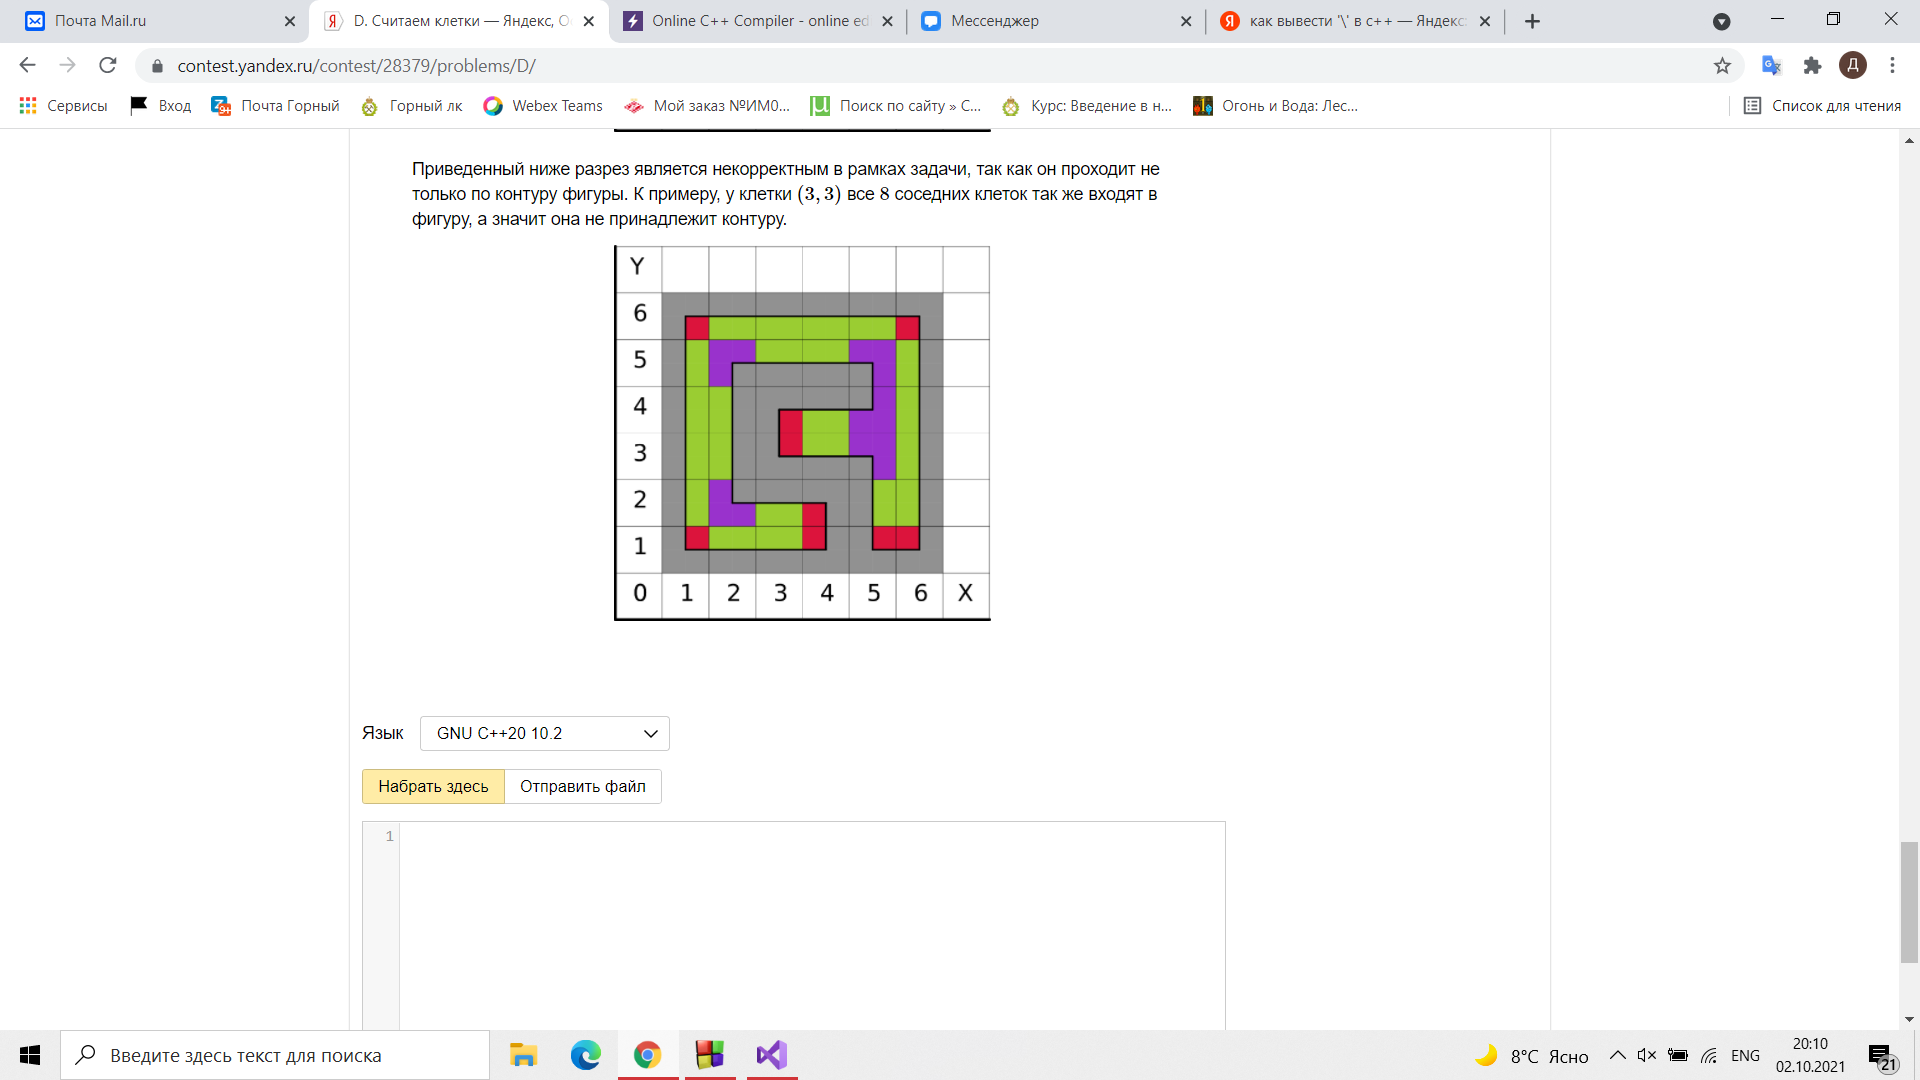 Почта Mail.ru
D. Считаем клетки — Яндекс, О
Online C++ Compiler - online ed
Мессенджер
как вывести '\' в c++ — Яндекс
contest.yandex.ru/contest/28379/problems/D/
Д
Сервисы
Вход
Почта Горный
Горный лк
Webex Teams
Мой заказ №ИМ0...
Поиск по сайту » С...
Курс: Введение в н...
Огонь и Вода: Лес...
Список для чтения
Приведенный ниже разрез является некорректным в рамках задачи, так как он проходит не
только по контуру фигуры. К примеру, у клетки (3, 3) все 8 соседних клеток так же входят в
фигуру, а значит она не принадлежит контуру.
Y
6
5
4
3
2
1
0 1 2 3 4 5 6 X
Язык
GNU C++20 10.2
Набрать здесь
Отправить файл
1
Введите здесь текст для поиска
8°C Ясно
ENG
20:10
02.10.2021
21